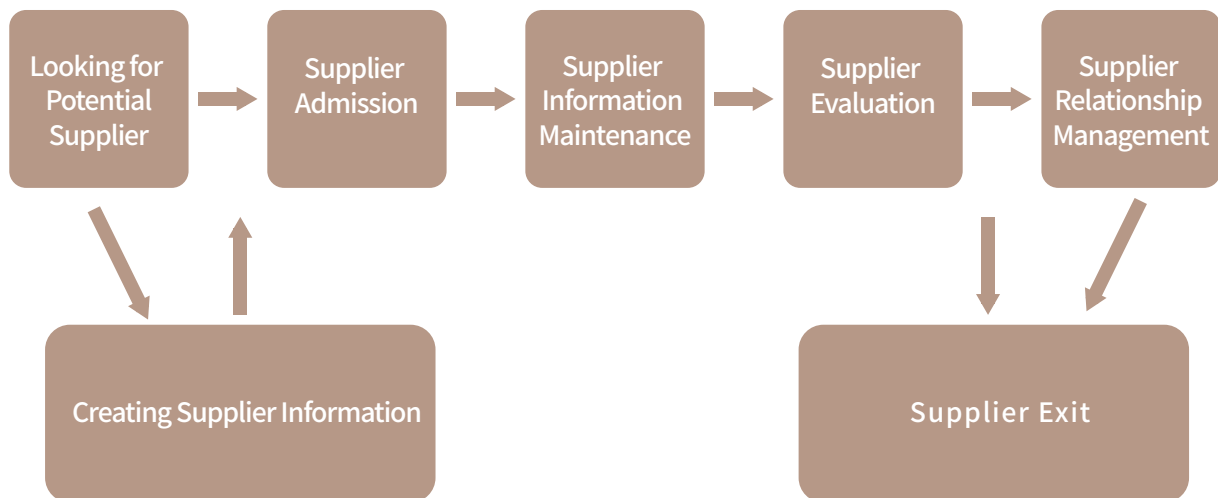 Looking for
Potential
Supplier
Supplier
Admission
Supplier
Information
Maintenance
Supplier
Evaluation
Supplier
Relationship
Management
Creating Supplier Information
Supplier Exit